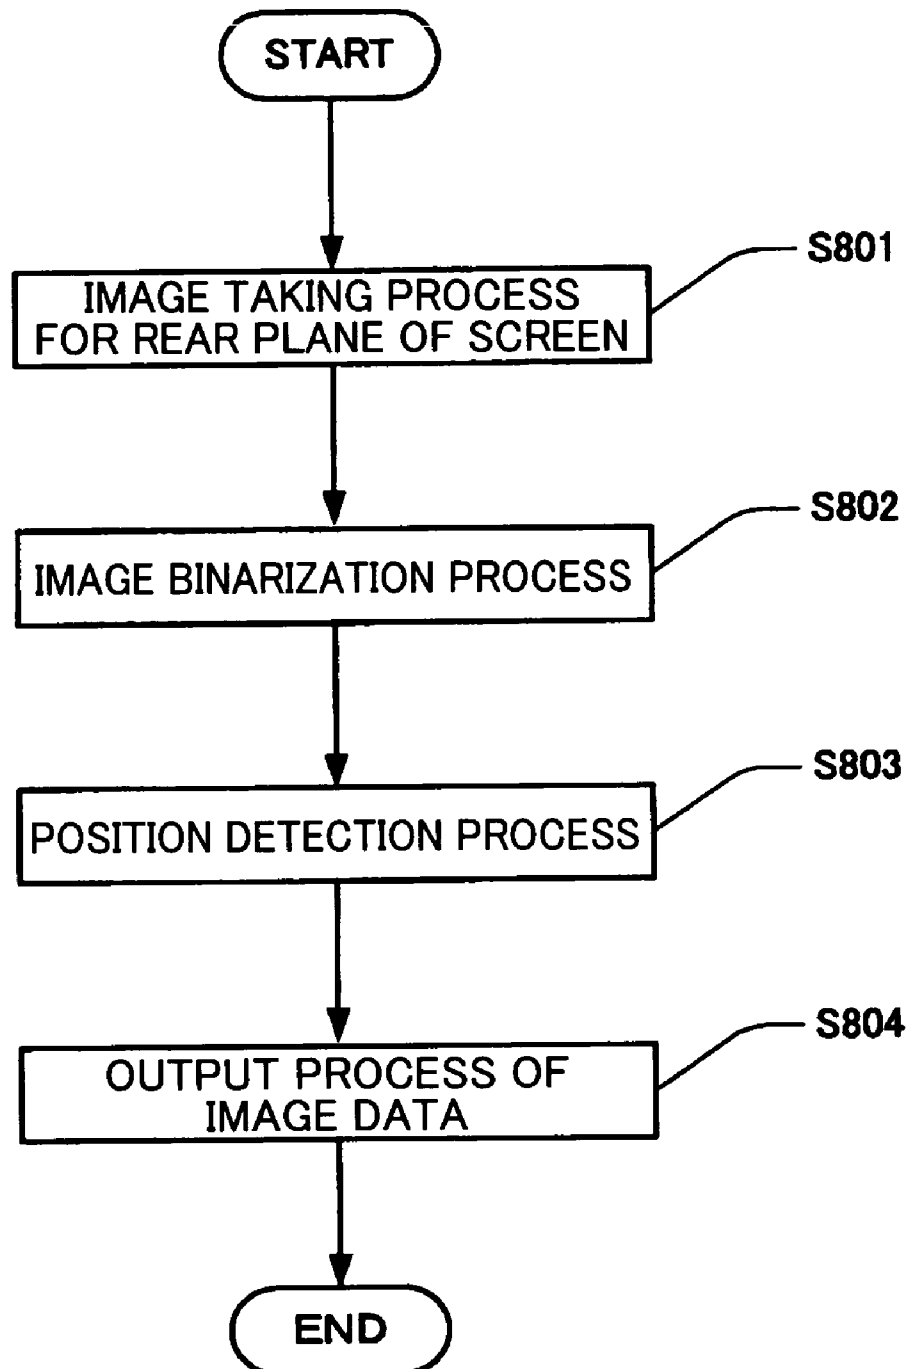 START
S801
IMAGE TAKING PROCESS
FOR REAR PLANE OF SCREEN
S802
IMAGE BINARIZATION PROCESS
S803
POSITION DETECTION PROCESS
S804
OUTPUT PROCESS OF
IMAGE DATA
END